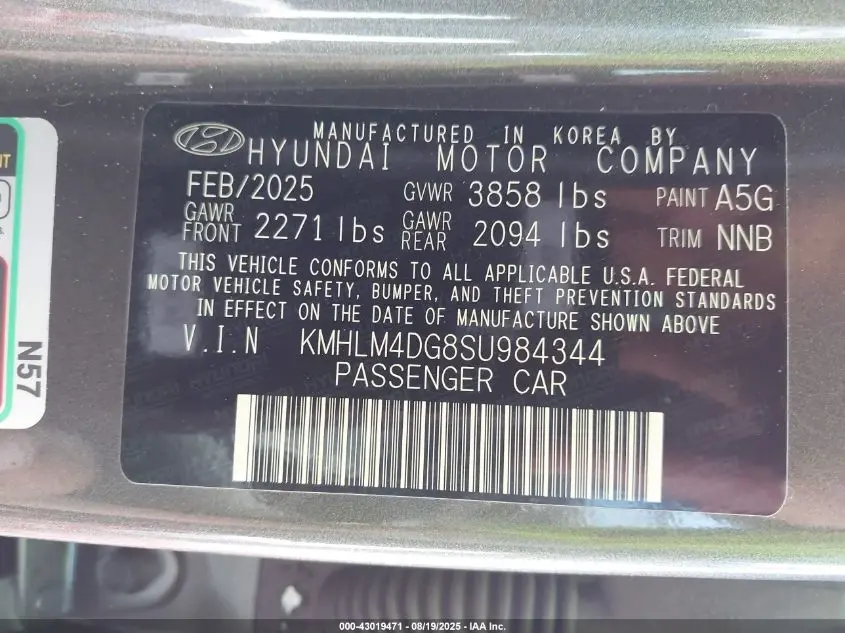 MANUFACTURED IN KOREA BY
HYUNDAI MOTOR COMPANY
FEB/2025 GVWR 3858 lbs PAINT A5G
GAWR FRONT 2271 lbs GAWR REAR 2094 lbs TRIM NNB
THIS VEHICLE CONFORMS TO ALL APPLICABLE U.S.A. FEDERAL
MOTOR VEHICLE SAFETY, BUMPER, AND THEFT PREVENTION STANDARDS
IN EFFECT ON THE DATE OF MANUFACTURE SHOWN ABOVE
V.I.N KMHLM4DG8SU984344
PASSENGER CAR
N57
000-43019471 - 08/19/2025 - IAA Inc.